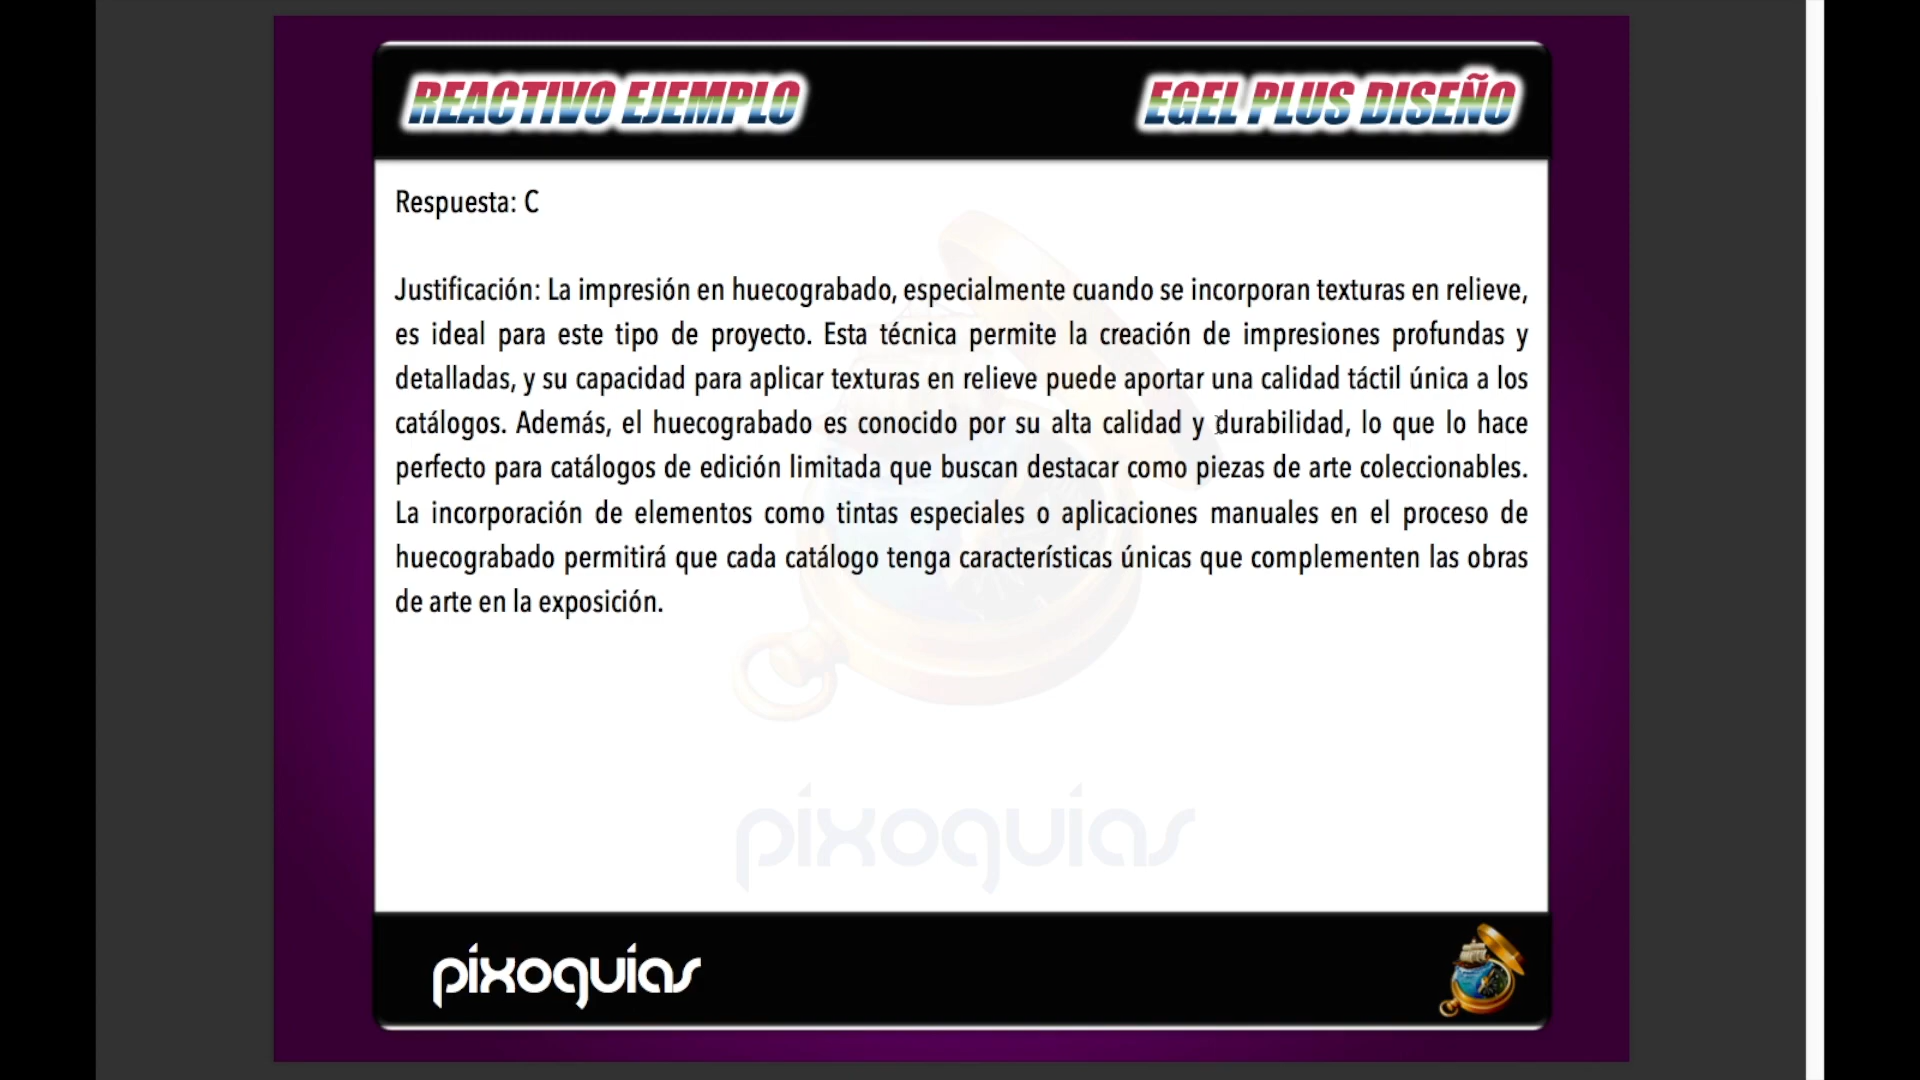 REACTIVO EJEMPLO
EGEL PLUS DISEÑO
Respuesta: C
Justificación: La impresión en huecograbado, especialmente cuando se incorporan texturas en relieve,
es ideal para este tipo de proyecto. Esta técnica permite la creación de impresiones profundas y
detalladas, y su capacidad para aplicar texturas en relieve puede aportar una calidad táctil única a los
catálogos. Además, el huecograbado es conocido por su alta calidad y durabilidad, lo que lo hace
perfecto para catálogos de edición limitada que buscan destacar como piezas de arte coleccionables.
La incorporación de elementos como tintas especiales o aplicaciones manuales en el proceso de
huecograbado permitirá que cada catálogo tenga características únicas que complementen las obras
de arte en la exposición.
pixoguias
pixoguias